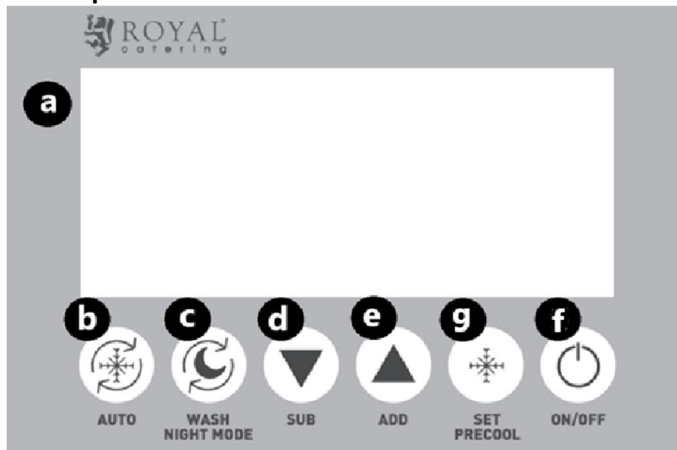 ROYAL
catering
a
b c d e g f
AUTO WASH NIGHT MODE SUB ADD SET PRECOOL ON/OFF